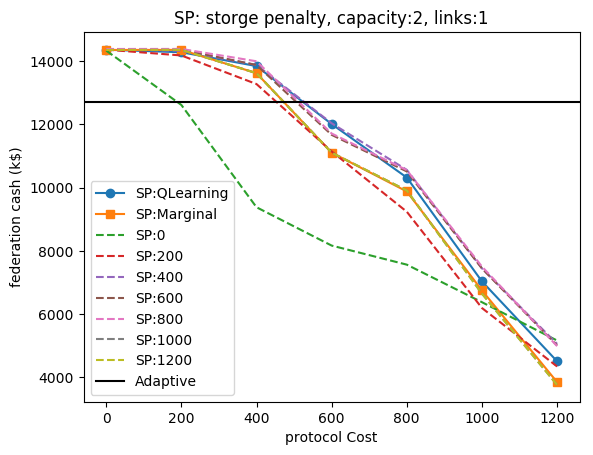 SP: storge penalty, capacity:2, links:1
federation cash (k$)
14000
12000
10000
8000
6000
4000
SP:QLearning
SP:Marginal
SP:0
SP:200
SP:400
SP:600
SP:800
SP:1000
SP:1200
Adaptive
0 200 400 600 800 1000 1200
protocol Cost